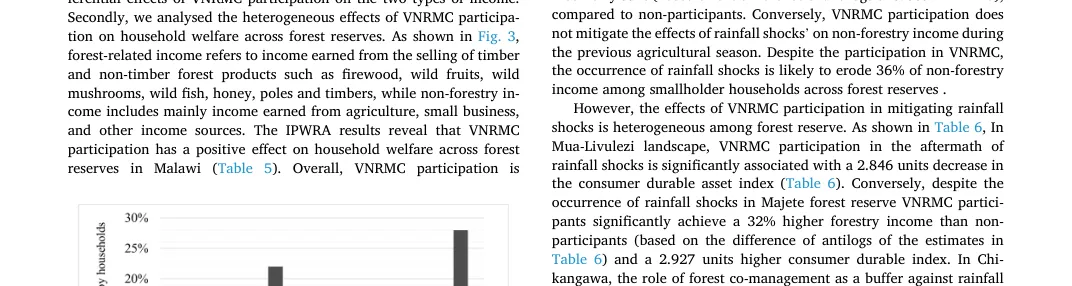 Secondly, we analysed the heterogeneous effects of VNRMC participa-
tion on household welfare across forest reserves. As shown in Fig. 3,
forest-related income refers to income earned from the selling of timber
and non-timber forest products such as firewood, wild fruits, wild
mushrooms, wild fish, honey, poles and timbers, while non-forestry in-
come includes mainly income earned from agriculture, small business,
and other income sources. The IPWRA results reveal that VNRMC
participation has a positive effect on household welfare across forest
reserves in Malawi (Table 5). Overall, VNRMC participation is
30%
25%
20%
by households
compared to non-participants. Conversely, VNRMC participation does
not mitigate the effects of rainfall shocks' on non-forestry income during
the previous agricultural season. Despite the participation in VNRMC,
the occurrence of rainfall shocks is likely to erode 36% of non-forestry
income among smallholder households across forest reserves .
However, the effects of VNRMC participation in mitigating rainfall
shocks is heterogeneous among forest reserve. As shown in Table 6, In
Mua-Livulezi landscape, VNRMC participation in the aftermath of
rainfall shocks is significantly associated with a 2.846 units decrease in
the consumer durable asset index (Table 6). Conversely, despite the
occurrence of rainfall shocks in Majete forest reserve VNRMC partici-
pants significantly achieve a 32% higher forestry income than non-
participants (based on the difference of antilogs of the estimates in
Table 6) and a 2.927 units higher consumer durable index. In Chi-
kangawa, the role of forest co-management as a buffer against rainfall